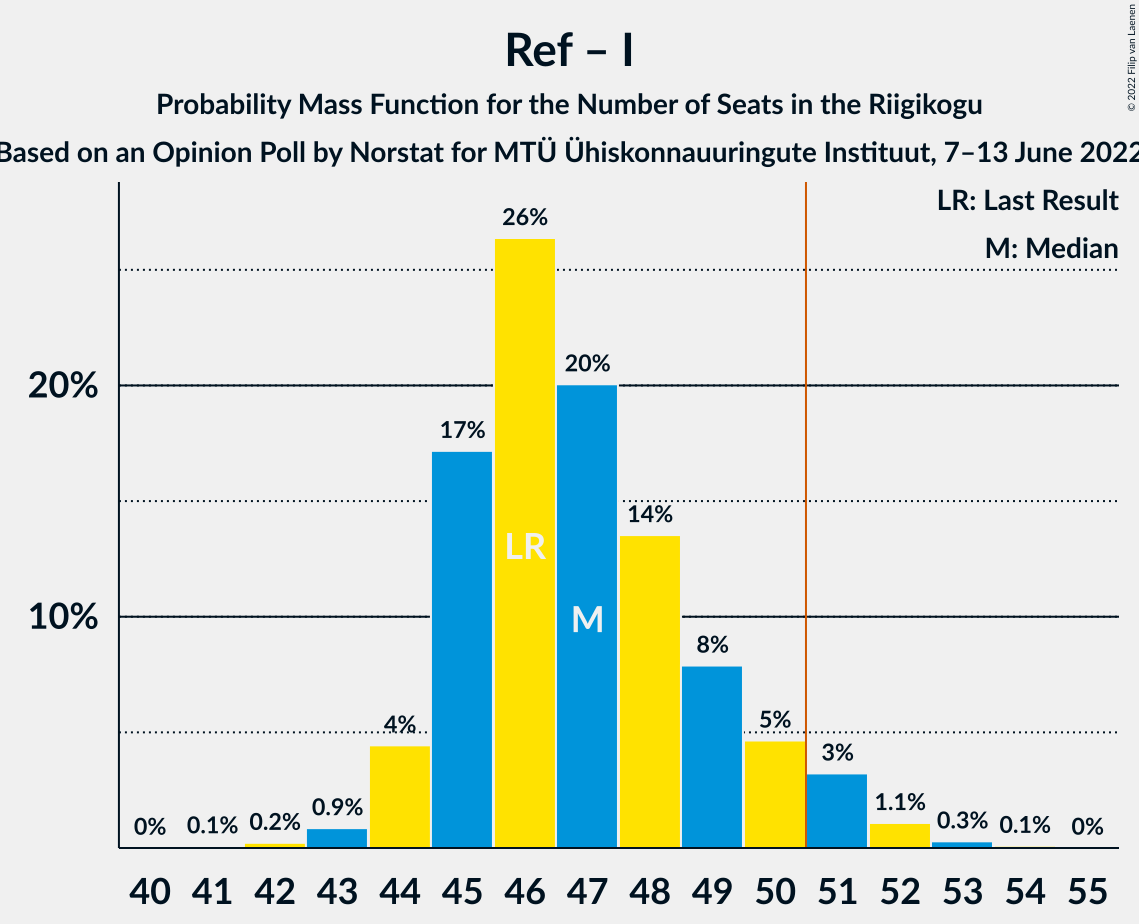 Ref – I
Probability Mass Function for the Number of Seats in the Riigikogu
Based on an Opinion Poll by Norstat for MTÜ Ühiskonnauuringute Instituut, 7–13 June 2022
© 2022 Filip van Laenen
LR: Last Result
M: Median
26%
20%
20%
17%
14%
LR
M
10%
8%
5%
4%
3%
0% 0.1% 0.2% 0.9% 1.1% 0.3% 0.1% 0%
40 41 42 43 44 45 46 47 48 49 50 51 52 53 54 55